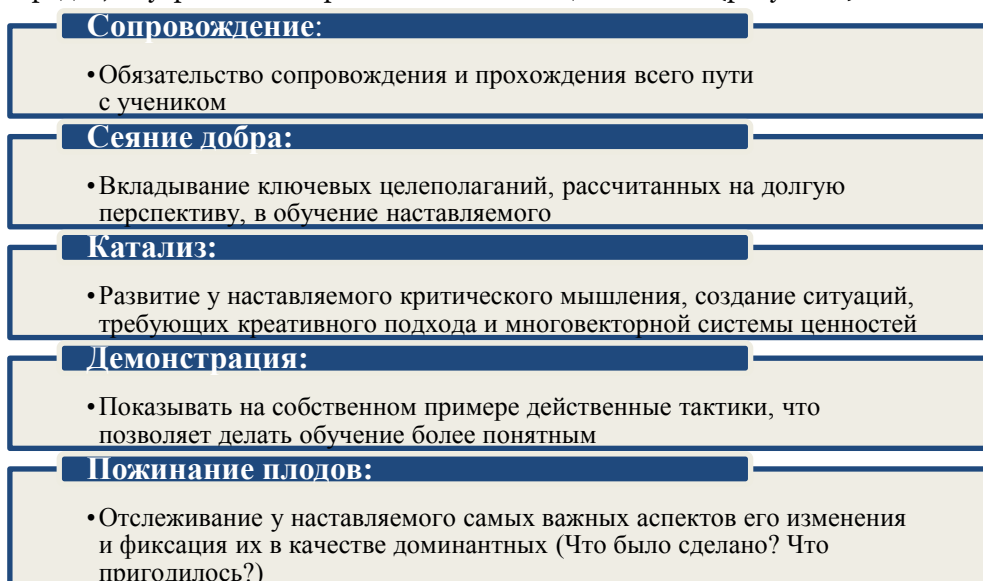 Сопровождение:
•Обязательство сопровождения и прохождения всего пути
с учеником
Сеяние добра:
•Вкладывание ключевых целеполаганий, рассчитанных на долгую
перспективу, в обучение наставляемого
Катализ:
•Развитие у наставляемого критического мышления, создание ситуаций,
требующих креативного подхода и многовекторной системы ценностей
Демонстрация:
•Показывать на собственном примере действенные тактики, что
позволяет делать обучение более понятным
Пожинание плодов:
•Отслеживание у наставляемого самых важных аспектов его изменения
и фиксация их в качестве доминантных (Что было сделано? Что
пригодилось?)